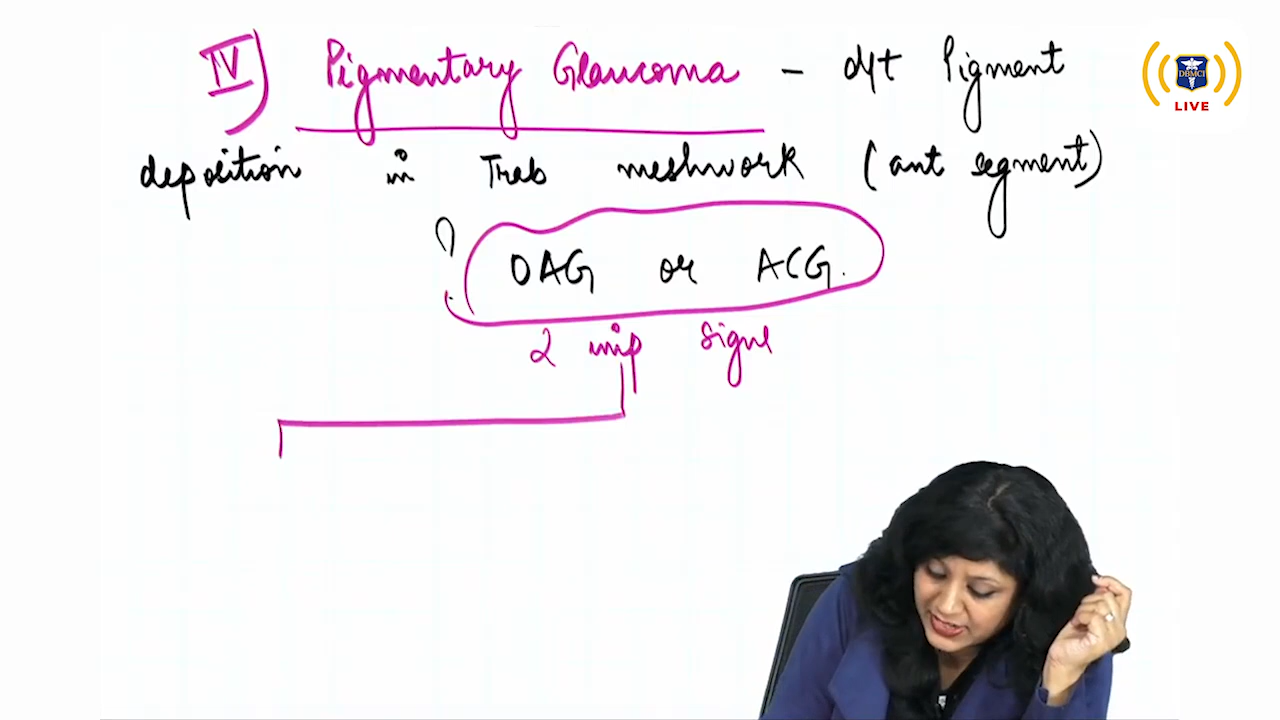 IV) Pigmentary Glaucoma - d/t Pigment
deposition in Trab meshwork (ant segment)
? OAG or ACG.
2 imp signs
DBMCI
LIVE